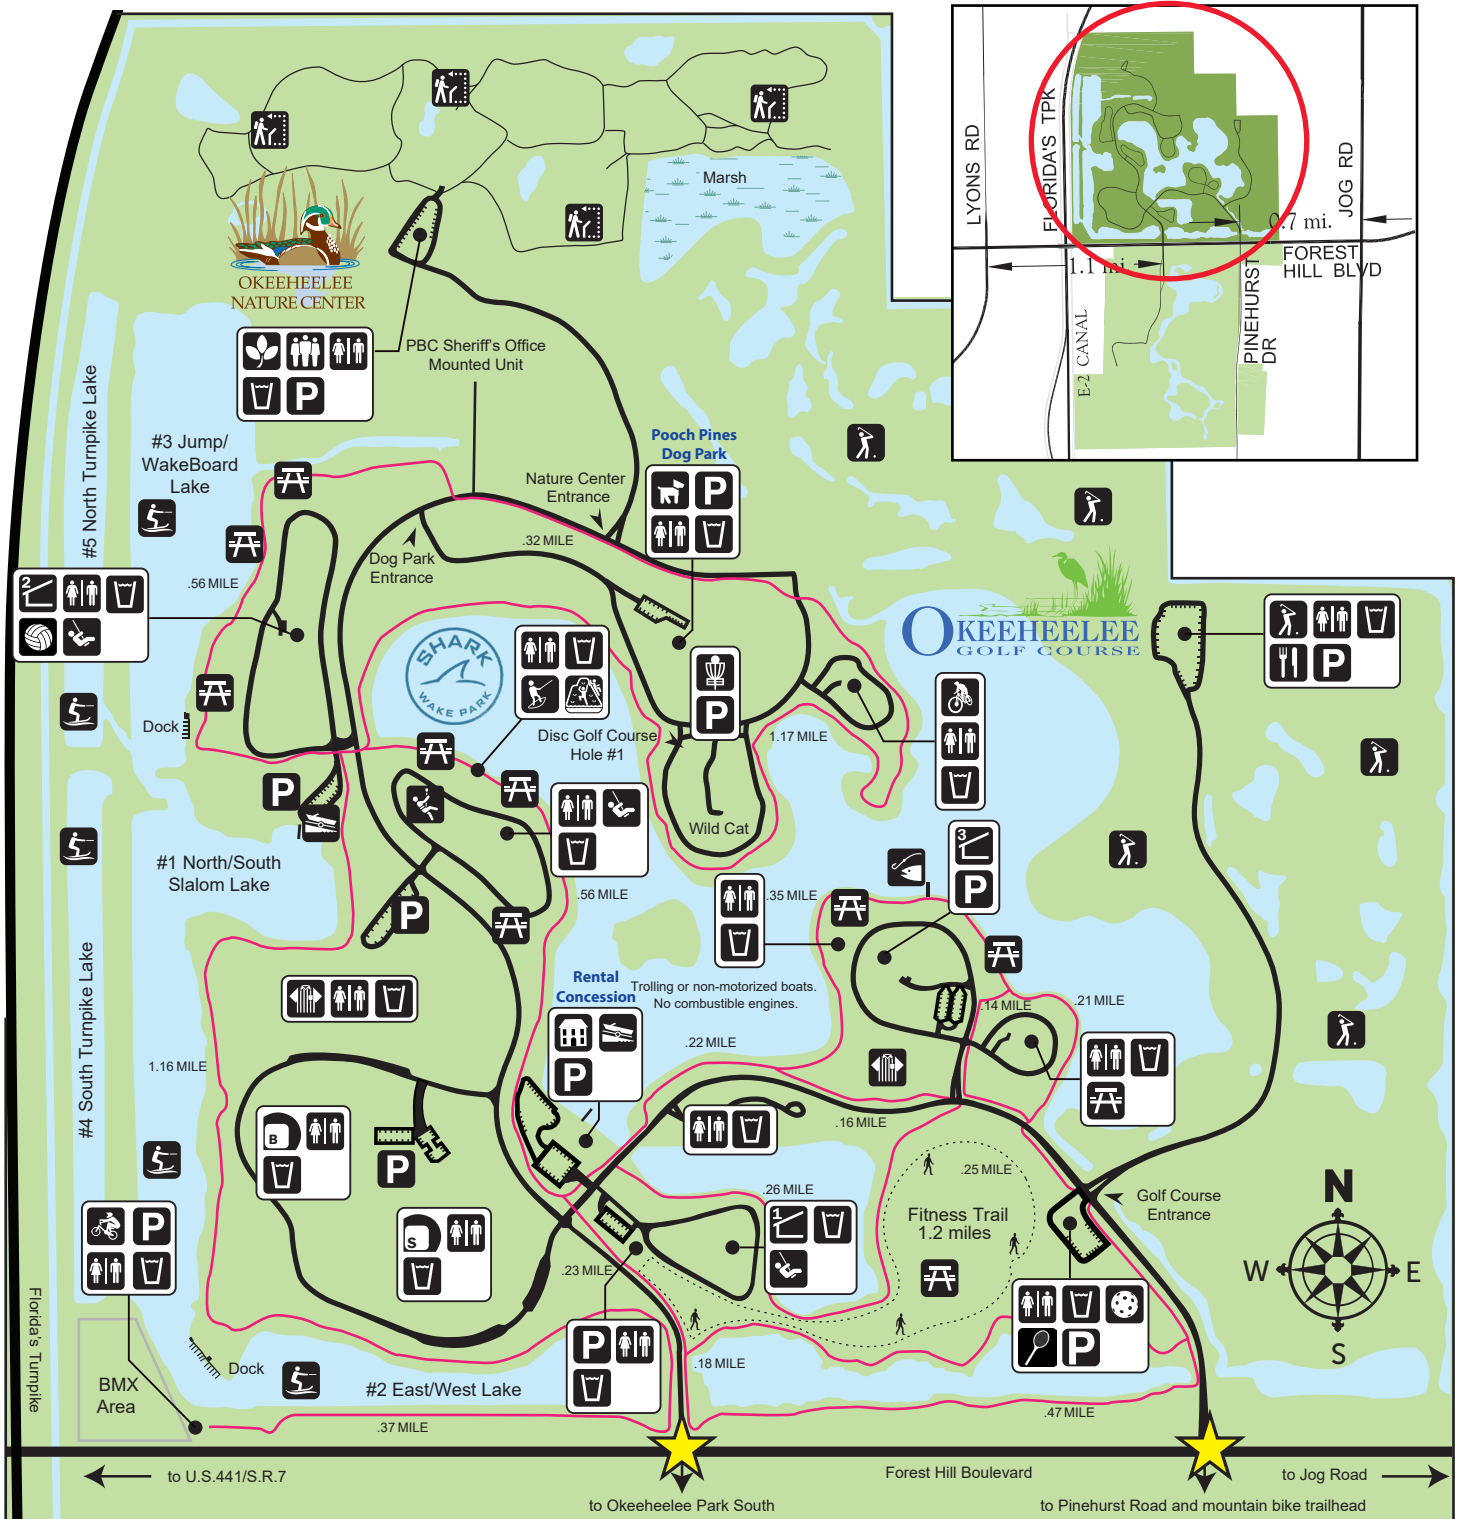 LYONS RD
FLORIDA'S TPK
JOG RD
0.7 mi.
1.1 mi.
FOREST
HILL BLVD
PINEHURST
DR
E-2 CANAL
Marsh
OKEEHEELEE
NATURE CENTER
P
PBC Sheriff's Office
Mounted Unit
#5 North Turnpike Lake
#3 Jump/
WakeBoard
Lake
Pooch Pines
Dog Park
P
Nature Center
Entrance
.32 MILE
Dog Park
Entrance
.56 MILE
2
OKEEHEELEE
GOLF COURSE
P
SHARK
WAKE PARK
P
Dock
Disc Golf Course
Hole #1
1.17 MILE
P
Wild Cat
#1 North/South
Slalom Lake
3
P
.56 MILE
.35 MILE
P
#4 South Turnpike Lake
Rental
Concession
Trolling or non-motorized boats.
No combustible engines.
P
.14 MILE
.21 MILE
.22 MILE
1.16 MILE
.16 MILE
B
P
.25 MILE
.26 MILE
Fitness Trail
1.2 miles
Golf Course
Entrance
N
W
E
S
1
P
S
.23 MILE
P
P
.18 MILE
Florida's Turnpike
Dock
BMX
Area
#2 East/West Lake
.37 MILE
.47 MILE
to U.S.441/S.R.7
Forest Hill Boulevard
to Jog Road
to Okeeheelee Park South
to Pinehurst Road and mountain bike trailhead